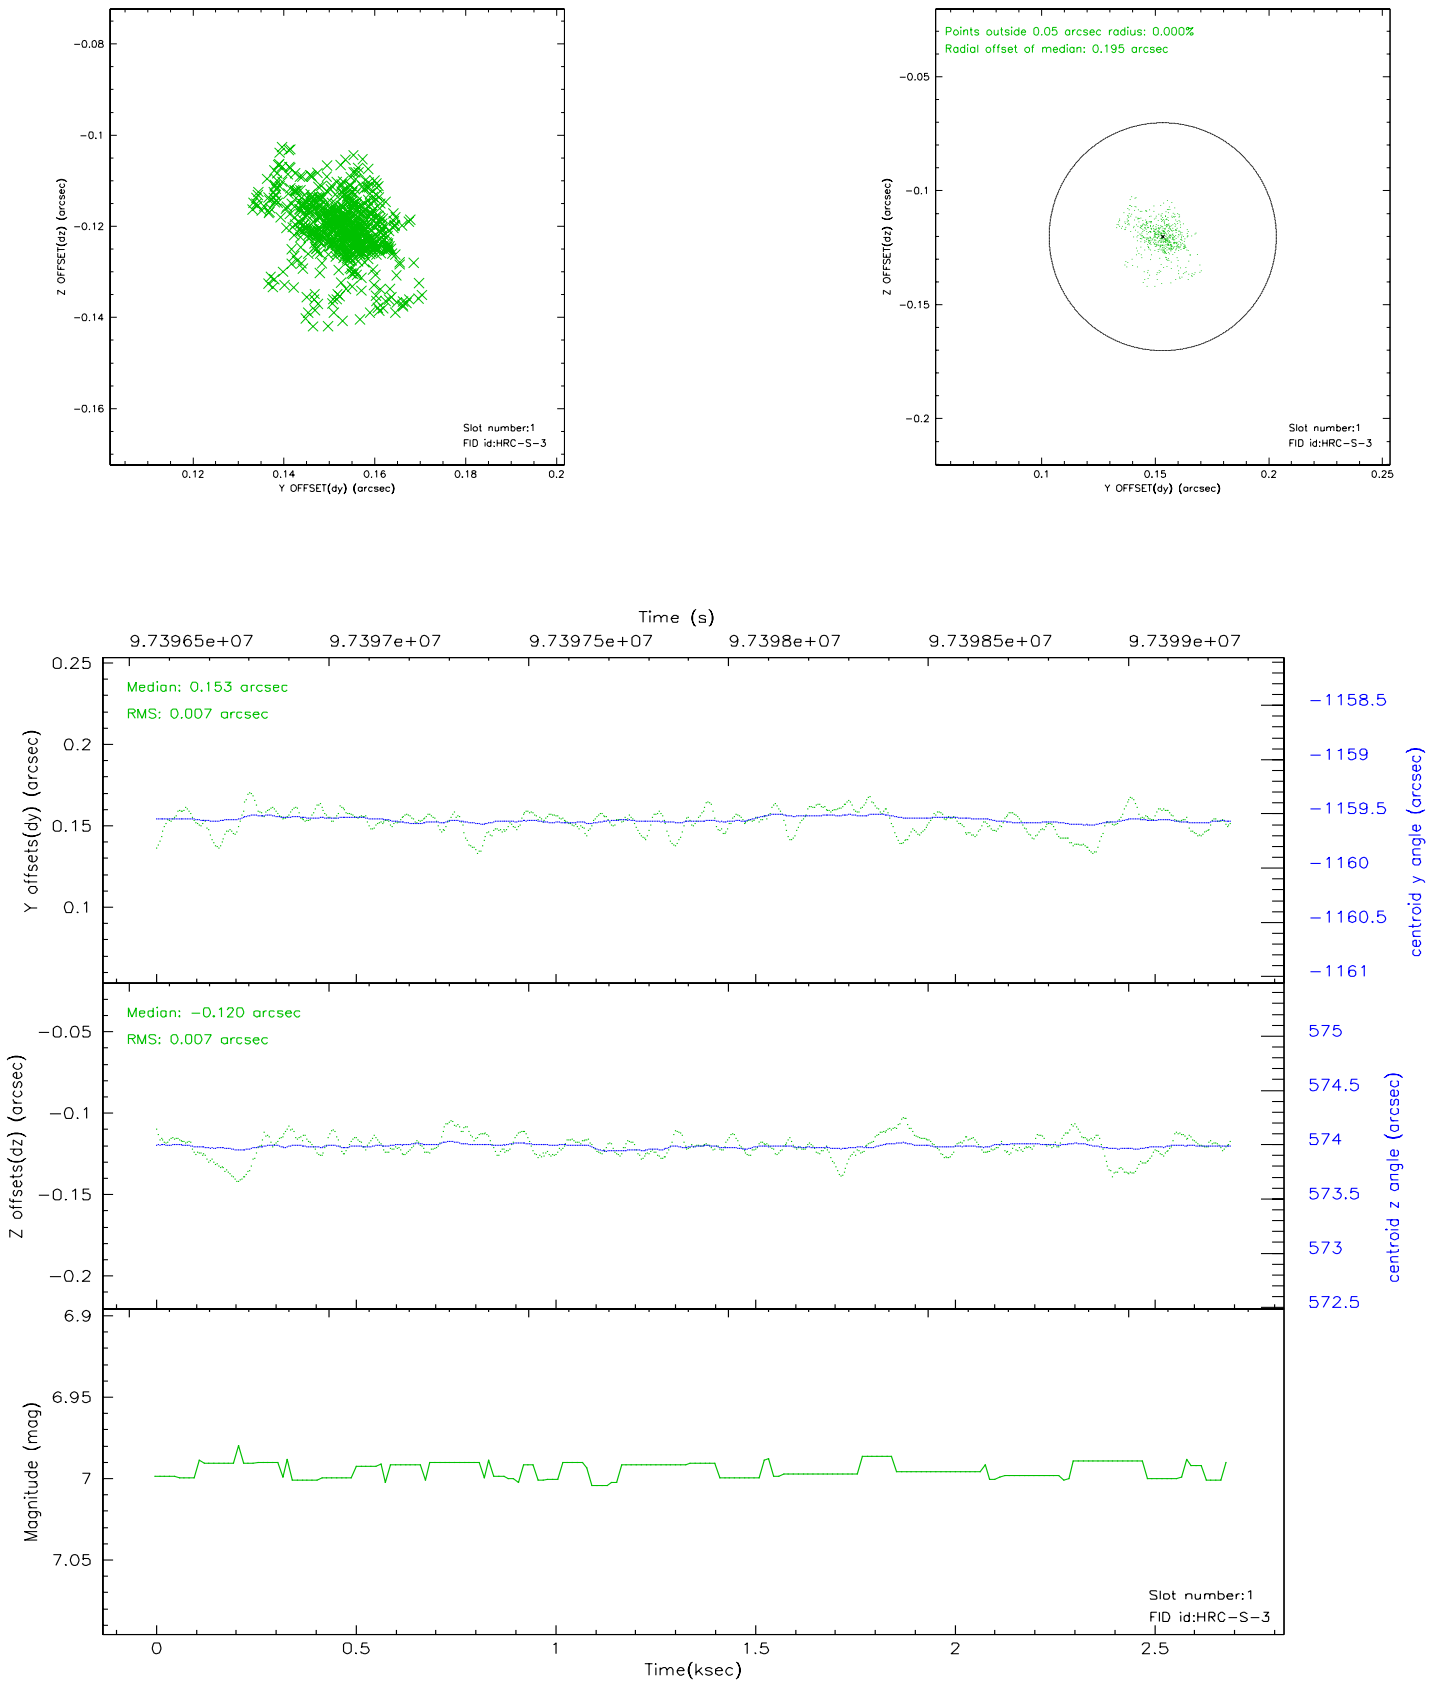 -0.08
-0.1
-0.12
-0.14
-0.16
Z OFFSET(dz) (arcsec)
Slot number:1
FID id:HRC-S-3
0.12 0.14 0.16 0.18 0.2
Y OFFSET(dy) (arcsec)
Points outside 0.05 arcsec radius: 0.000%
Radial offset of median: 0.195 arcsec
-0.05
-0.1
-0.15
-0.2
Z OFFSET(dz) (arcsec)
Slot number:1
FID id:HRC-S-3
0.1 0.15 0.2 0.25
Y OFFSET(dy) (arcsec)
Time (s)
9.73965e+07 9.7397e+07 9.73975e+07 9.7398e+07 9.73985e+07 9.7399e+07
Median: 0.153 arcsec
RMS: 0.007 arcsec
0.25
0.2
0.15
0.1
Y offsets(dy) (arcsec)
-1158.5
-1159
-1159.5
-1160
-1160.5
-1161
centroid y angle (arcsec)
Median: -0.120 arcsec
RMS: 0.007 arcsec
-0.05
-0.1
-0.15
-0.2
Z offsets(dz) (arcsec)
575
574.5
574
573.5
573
572.5
centroid z angle (arcsec)
6.9
6.95
7
7.05
Magnitude (mag)
Slot number:1
FID id:HRC-S-3
0 0.5 1 1.5 2 2.5
Time(ksec)